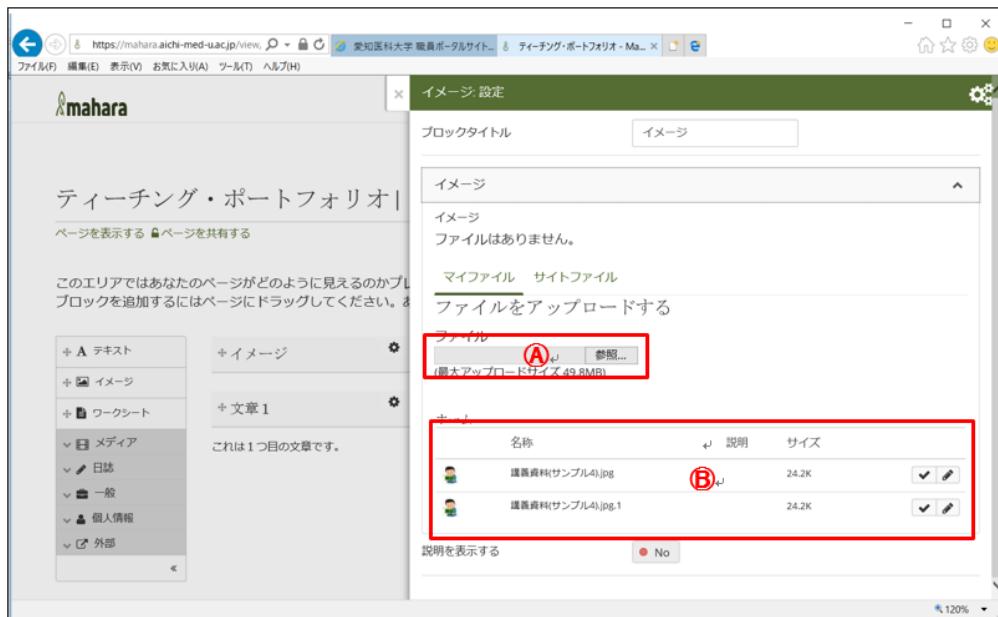 https://mahara.aichi-med-u.ac.jp/view,
愛知医科大学 職員ポータルサイト...
ティーチング・ポートフォリオ - Ma...
ファイル(F) 編集(E) 表示(V) お気に入り(A) ツール(T) ヘルプ(H)
mahara
イメージ: 設定
ブロックタイトル
イメージ
イメージ
イメージ
ファイルはありません。
マイファイル サイトファイル
ファイルをアップロードする
ファイル
Ⓐ
参照...
(最大アップロードサイズ 49.8MB)
ホーム
名称 説明 サイズ
Ⓑ
講義資料(サンプル4).jpg 24.2K
講義資料(サンプル4).jpg.1 24.2K
説明を表示する
No
ティーチング・ポートフォリオ|
ページを表示する ページを共有する
このエリアではあなたのページがどのように見えるのかプレ
ブロックを追加するにはページにドラッグしてください。あ
テキスト
イメージ
ワークシート
メディア
日誌
一般
個人情報
外部
«
イメージ
文章 1
これは 1 つ目の文章です。
120%